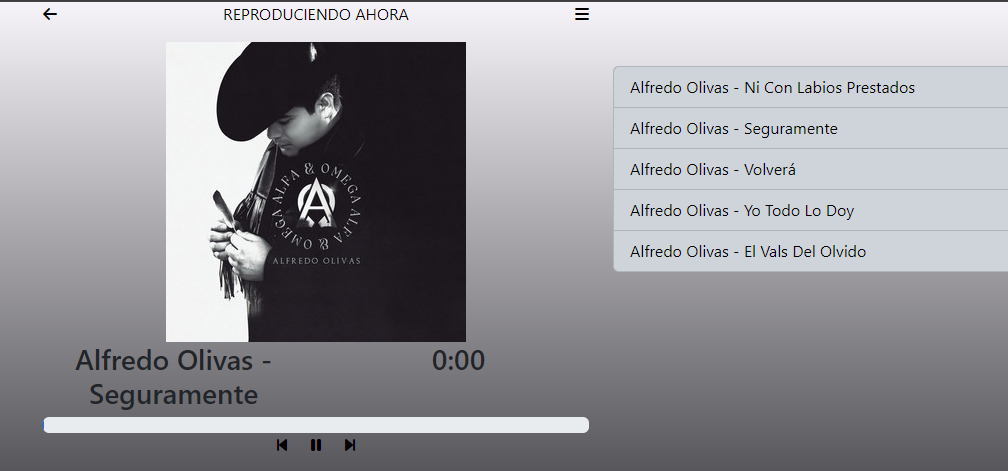 REPRODUCIENDO AHORA
ALFA & OMEGA ALFA & OMEGA
ALFREDO OLIVAS
Alfredo Olivas -
Seguramente
0:00
Alfredo Olivas - Ni Con Labios Prestados
Alfredo Olivas - Seguramente
Alfredo Olivas - Volverá
Alfredo Olivas - Yo Todo Lo Doy
Alfredo Olivas - El Vals Del Olvido